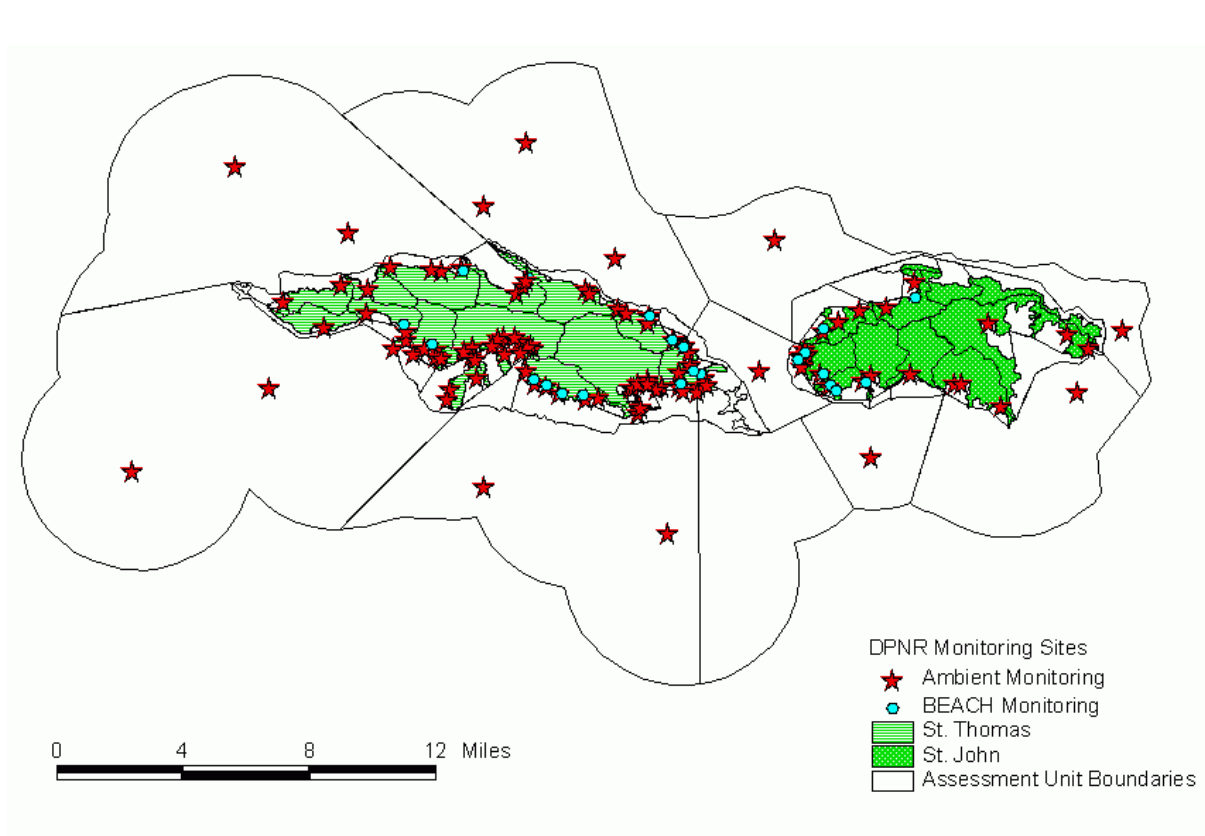 DPNR Monitoring Sites
Ambient Monitoring
BEACH Monitoring
St. Thomas
St. John
Assessment Unit Boundaries
0 4 8 12 Miles